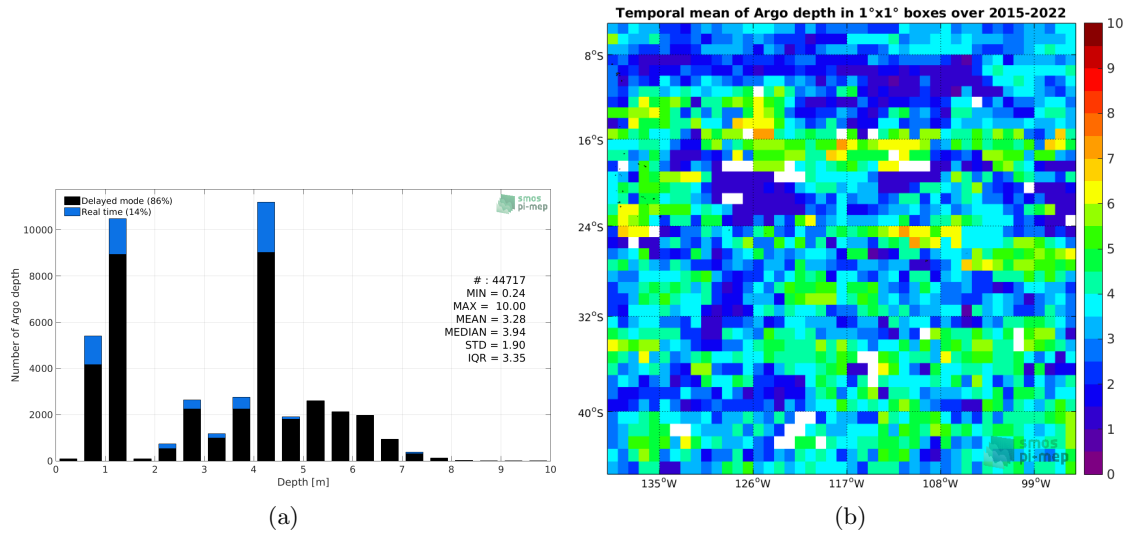 Temporal mean of Argo depth in 1°x1° boxes over 2015-2022
Delayed mode (86%)
Real time (14%)
smos
pi-mep
# : 44717
MIN = 0.24
MAX = 10.00
MEAN = 3.28
MEDIAN = 3.94
STD = 1.90
IQR = 3.35
Number of Argo depth
10000
8000
6000
4000
2000
0
0 1 2 3 4 5 6 7 8 9 10
Depth [m]
(a)
8°S
16°S
24°S
32°S
40°S
135°W 126°W 117°W 108°W 99°W
smos
pi-mep
10
9
8
7
6
5
4
3
2
1
0
(b)